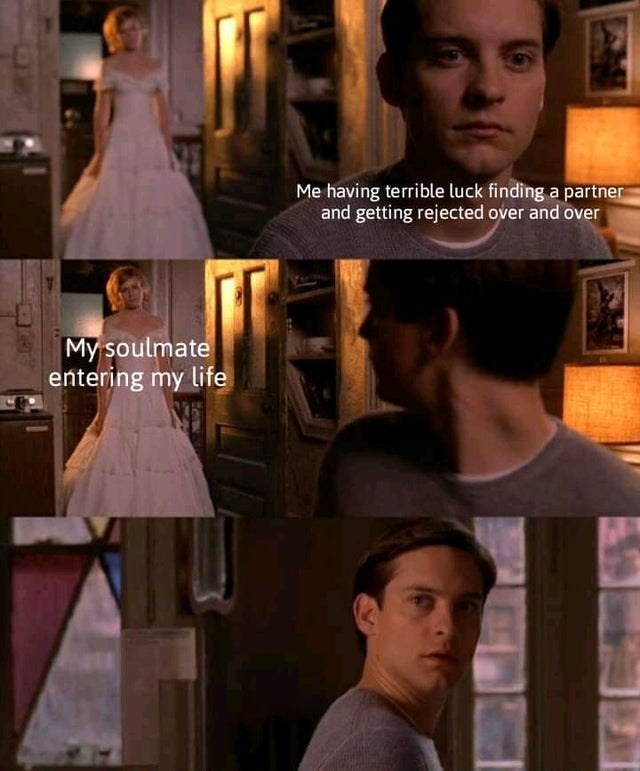 Me having terrible luck finding a partner
and getting rejected over and over
My soulmate
entering my life